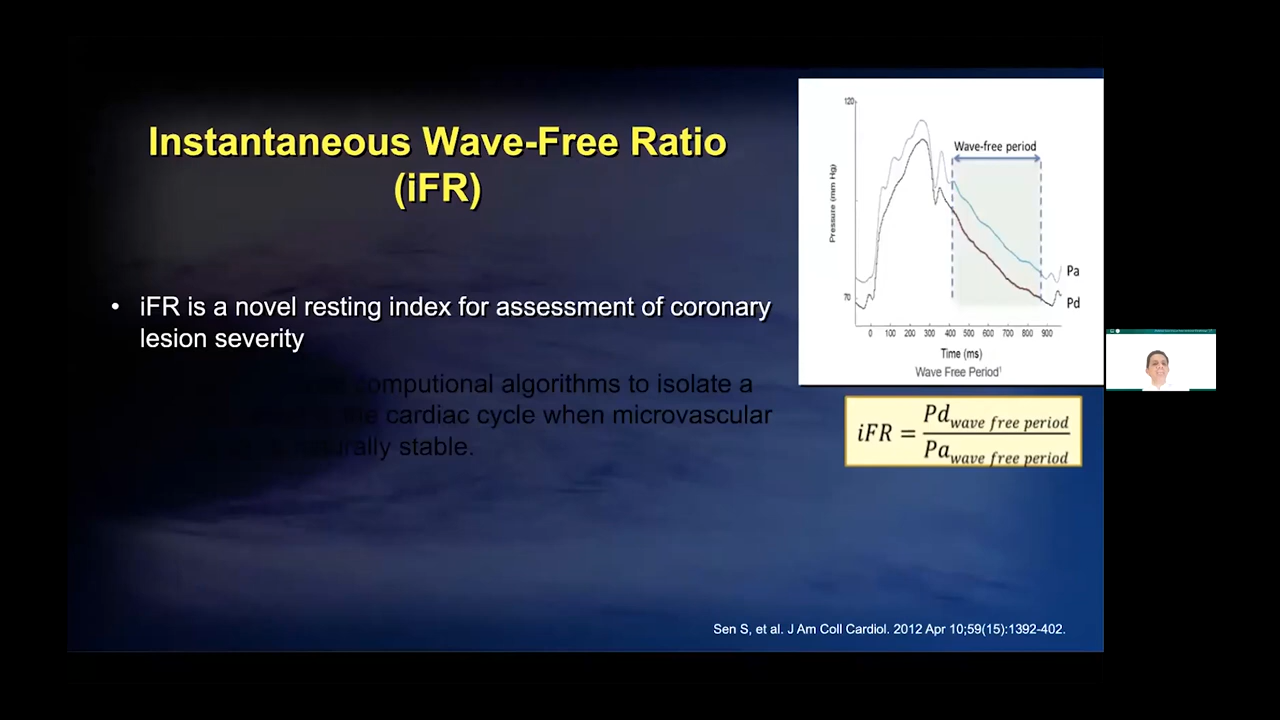 Instantaneous Wave-Free Ratio
(iFR)
• iFR is a novel resting index for assessment of coronary
lesion severity
computional algorithms to isolate a
the cardiac cycle when microvascular
stable.
120
Wave-free period
Pressure (mm Hg)
70
Pa
Pd
0 100 200 300 400 500 600 700 800 900
Time (ms)
Wave Free Period¹
iFR = Pd wave free period
Pa wave free period
Sen S, et al. J Am Coll Cardiol. 2012 Apr 10;59(15):1392-402.